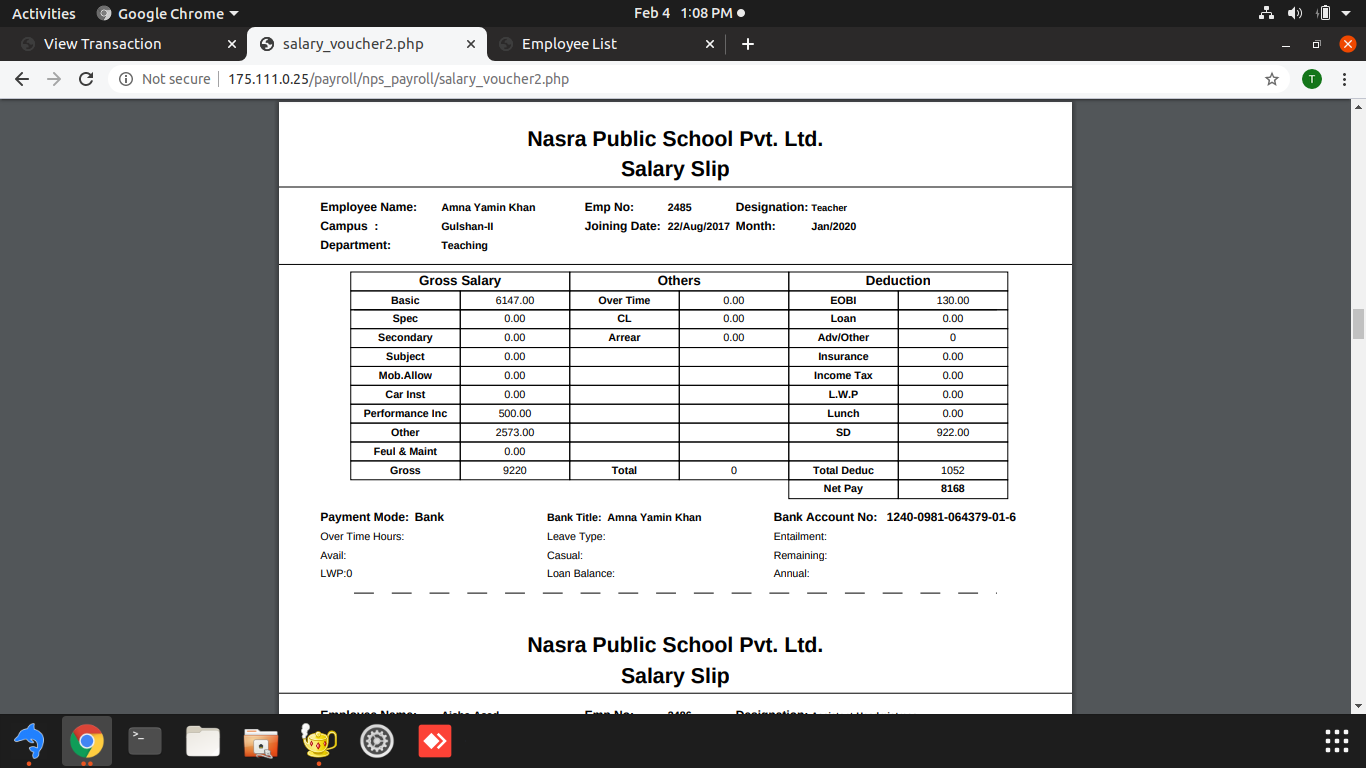 Activities Google Chrome Feb 4 1:08 PM
View Transaction salary_voucher2.php Employee List
Not secure 175.111.0.25/payroll/nps_payroll/salary_voucher2.php T
Nasra Public School Pvt. Ltd.
Salary Slip
Employee Name: Amna Yamin Khan Emp No: 2485 Designation: Teacher
Campus : Gulshan-II Joining Date: 22/Aug/2017 Month: Jan/2020
Department: Teaching
Gross Salary Others Deduction
Basic 6147.00 Over Time 0.00 EOBI 130.00
Spec 0.00 CL 0.00 Loan 0.00
Secondary 0.00 Arrear 0.00 Adv/Other 0
Subject 0.00 Insurance 0.00
Mob.Allow 0.00 Income Tax 0.00
Car Inst 0.00 L.W.P 0.00
Performance Inc 500.00 Lunch 0.00
Other 2573.00 SD 922.00
Feul & Maint 0.00
Gross 9220 Total 0 Total Deduc 1052
Net Pay 8168
Payment Mode: Bank Bank Title: Amna Yamin Khan Bank Account No: 1240-0981-064379-01-6
Over Time Hours: Leave Type: Entailment:
Avail: Casual: Remaining:
LWP:0 Loan Balance: Annual:
Nasra Public School Pvt. Ltd.
Salary Slip
Employee Name: Emp No: 2486 Designation: